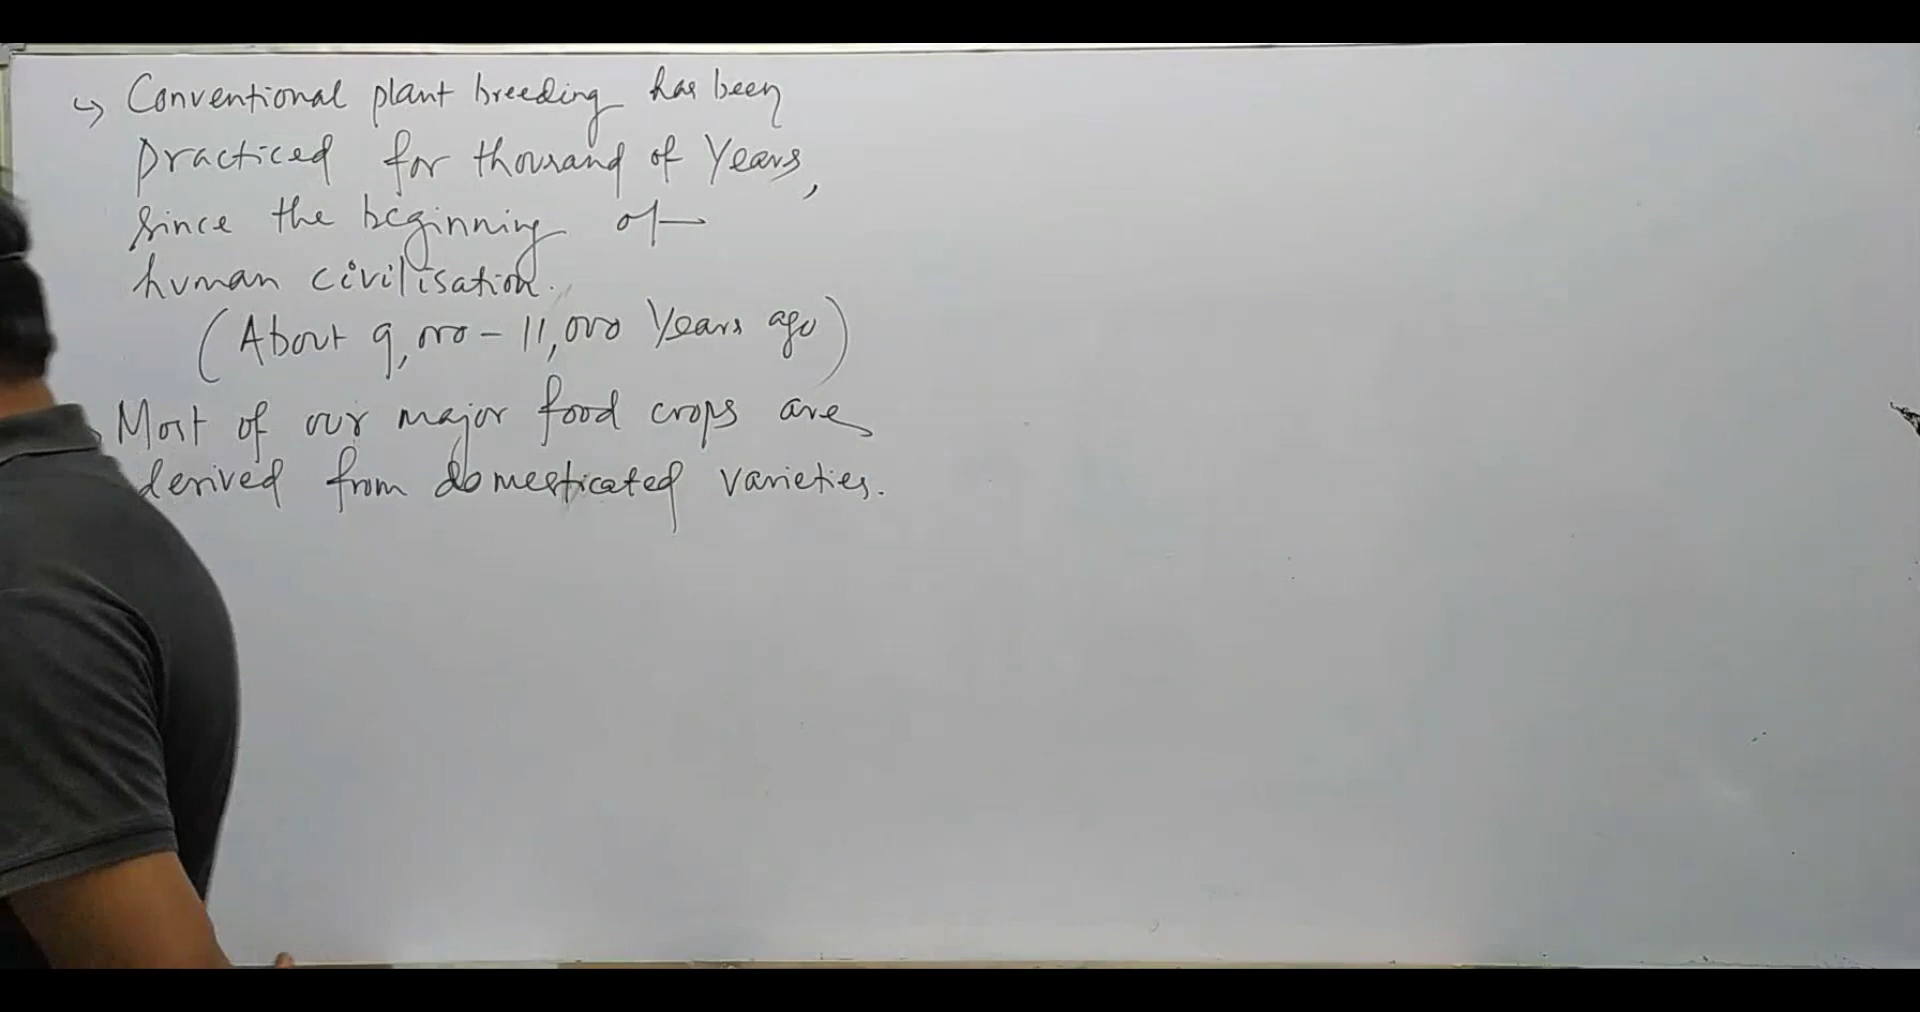 ↳ Conventional plant breeding has been
practiced for thousand of Years,
since the beginning of
human civilisation.
(About 9,000 - 11,000 Years ago)
Most of our major food crops are
derived from domesticated varieties.